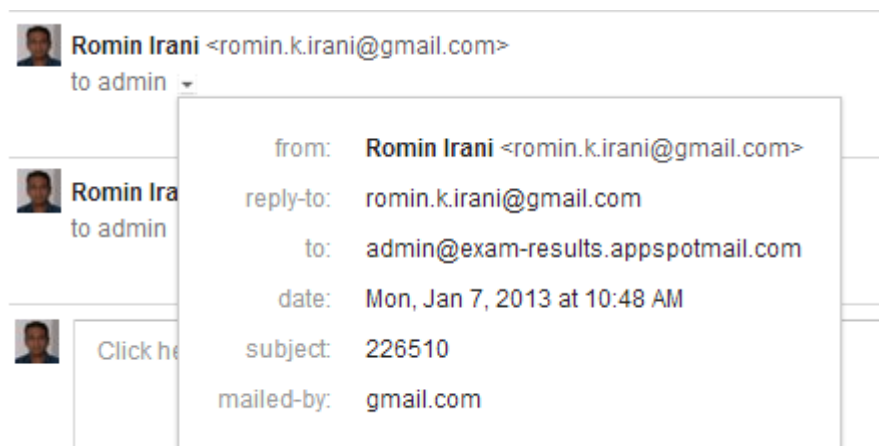 Romin Irani <romin.k.irani@gmail.com>
to admin
from: Romin Irani <romin.k.irani@gmail.com>
Romin Ira
reply-to: romin.k.irani@gmail.com
to admin
to: admin@exam-results.appspotmail.com
date: Mon, Jan 7, 2013 at 10:48 AM
Click he
subject: 226510
mailed-by: gmail.com